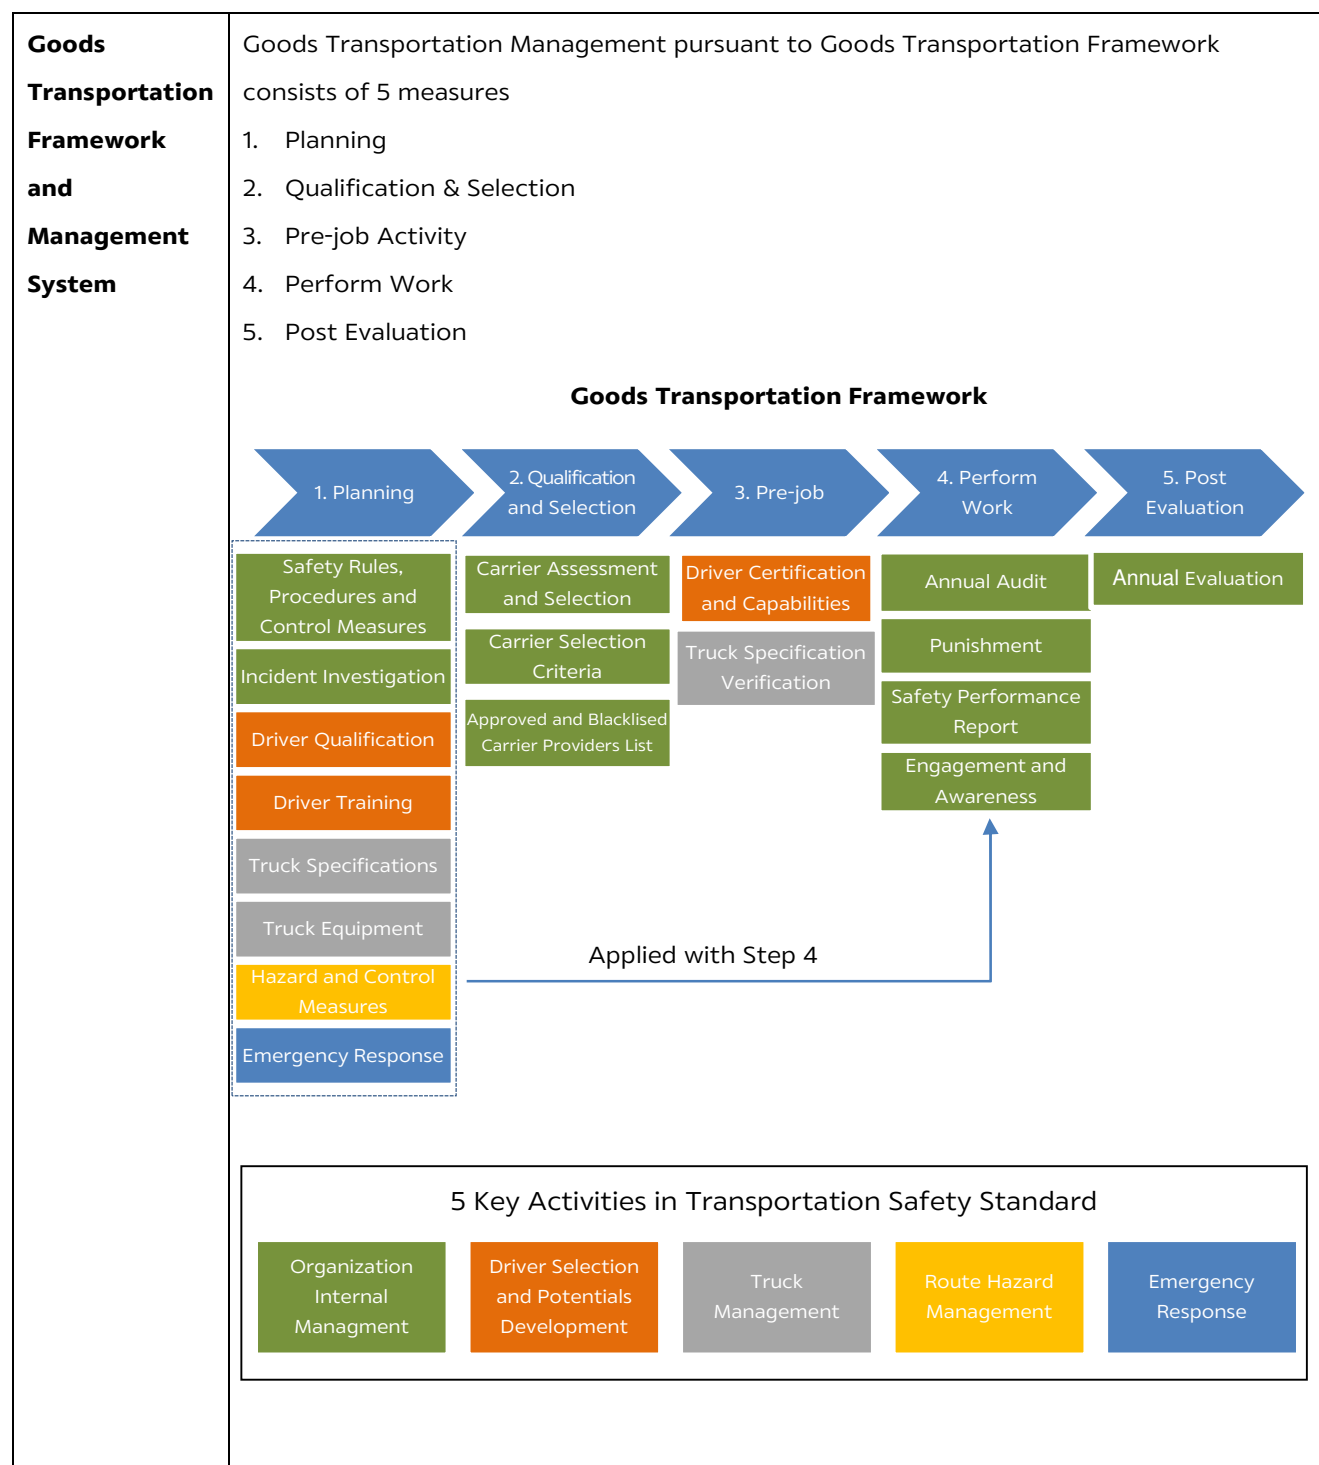 Goods
Transportation
Framework
and
Management
System
Goods Transportation Management pursuant to Goods Transportation Framework
consists of 5 measures
1. Planning
2. Qualification & Selection
3. Pre-job Activity
4. Perform Work
5. Post Evaluation
Goods Transportation Framework
1. Planning
2. Qualification
and Selection
3. Pre-job
4. Perform
Work
5. Post
Evaluation
Safety Rules,
Procedures and
Control Measures
Incident Investigation
Driver Qualification
Driver Training
Truck Specifications
Truck Equipment
Hazard and Control
Measures
Emergency Response
Carrier Assessment
and Selection
Carrier Selection
Criteria
Approved and Blacklised
Carrier Providers List
Driver Certification
and Capabilities
Truck Specification
Verification
Annual Audit
Punishment
Safety Performance
Report
Engagement and
Awareness
Annual Evaluation
Applied with Step 4
5 Key Activities in Transportation Safety Standard
Organization
Internal
Managment
Driver Selection
and Potentials
Development
Truck
Management
Route Hazard
Management
Emergency
Response